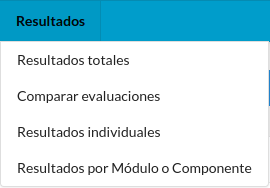 Resultados
Resultados totales
Comparar evaluaciones
Resultados individuales
Resultados por Módulo o Componente